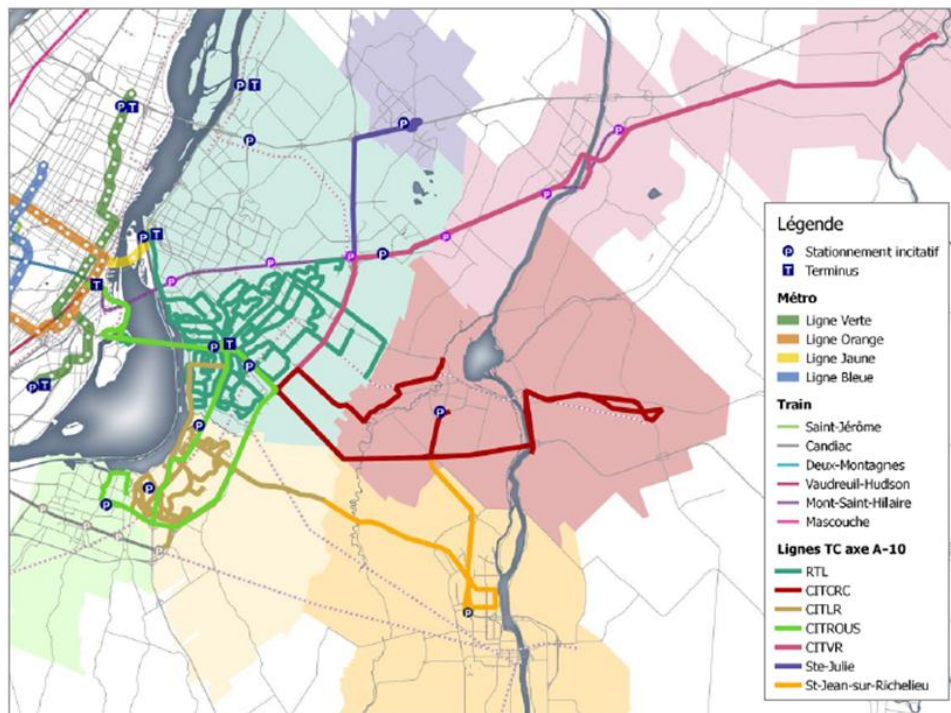 Légende
P Stationnement incitatif
T Terminus
Métro
Ligne Verte
Ligne Orange
Ligne Jaune
Ligne Bleue
Train
Saint-Jérôme
Candiac
Deux-Montagnes
Vaudreuil-Hudson
Mont-Saint-Hilaire
Mascouche
Lignes TC axe A-10
RTL
CITCRC
CITLR
CITROUS
CITVR
Ste-Julie
St-Jean-sur-Richelieu